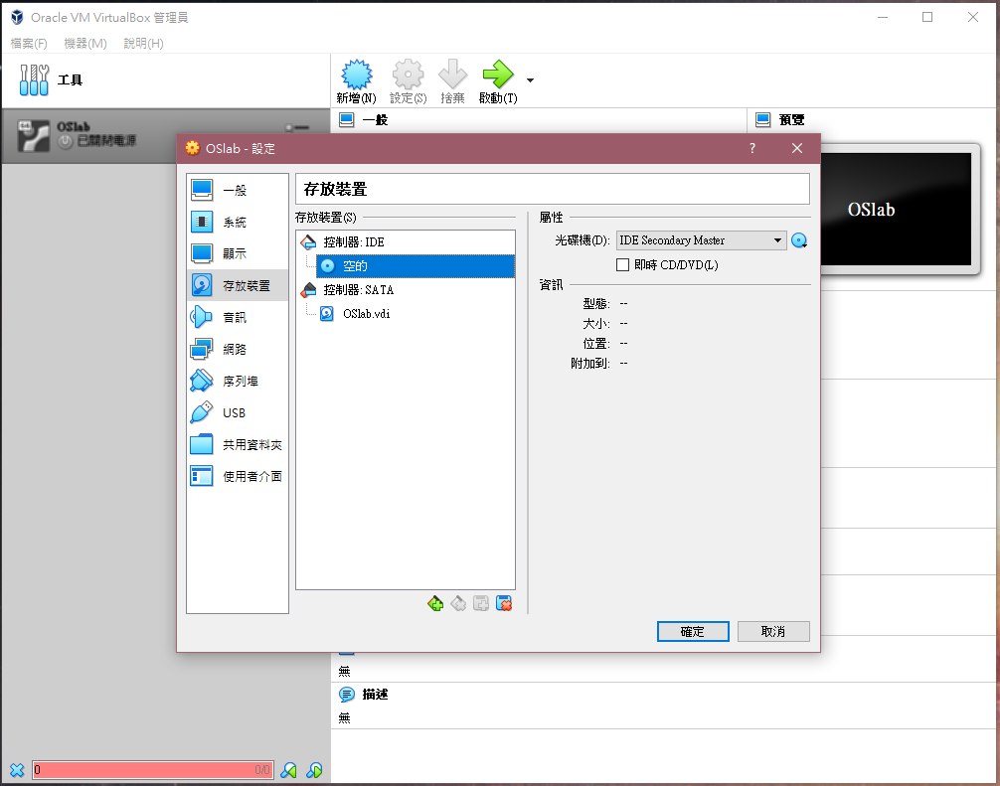 Oracle VM VirtualBox 管理員
檔案(F) 機器(M) 說明(H)
工具
新增(N) 設定(S) 捨棄 啟動(T)
OSlab
已關閉電源
一般
預覽
OSlab
OSlab - 設定
?
一般
系統
顯示
存放裝置
音訊
網路
序列埠
USB
共用資料夾
使用者介面
存放裝置
存放裝置(S)
控制器: IDE
空的
控制器: SATA
OSlab.vdi
屬性
光碟機(D): IDE Secondary Master
即時 CD/DVD(L)
資訊
型態: --
大小: --
位置: --
附加到: --
確定 取消
無
描述
無
0 0/0